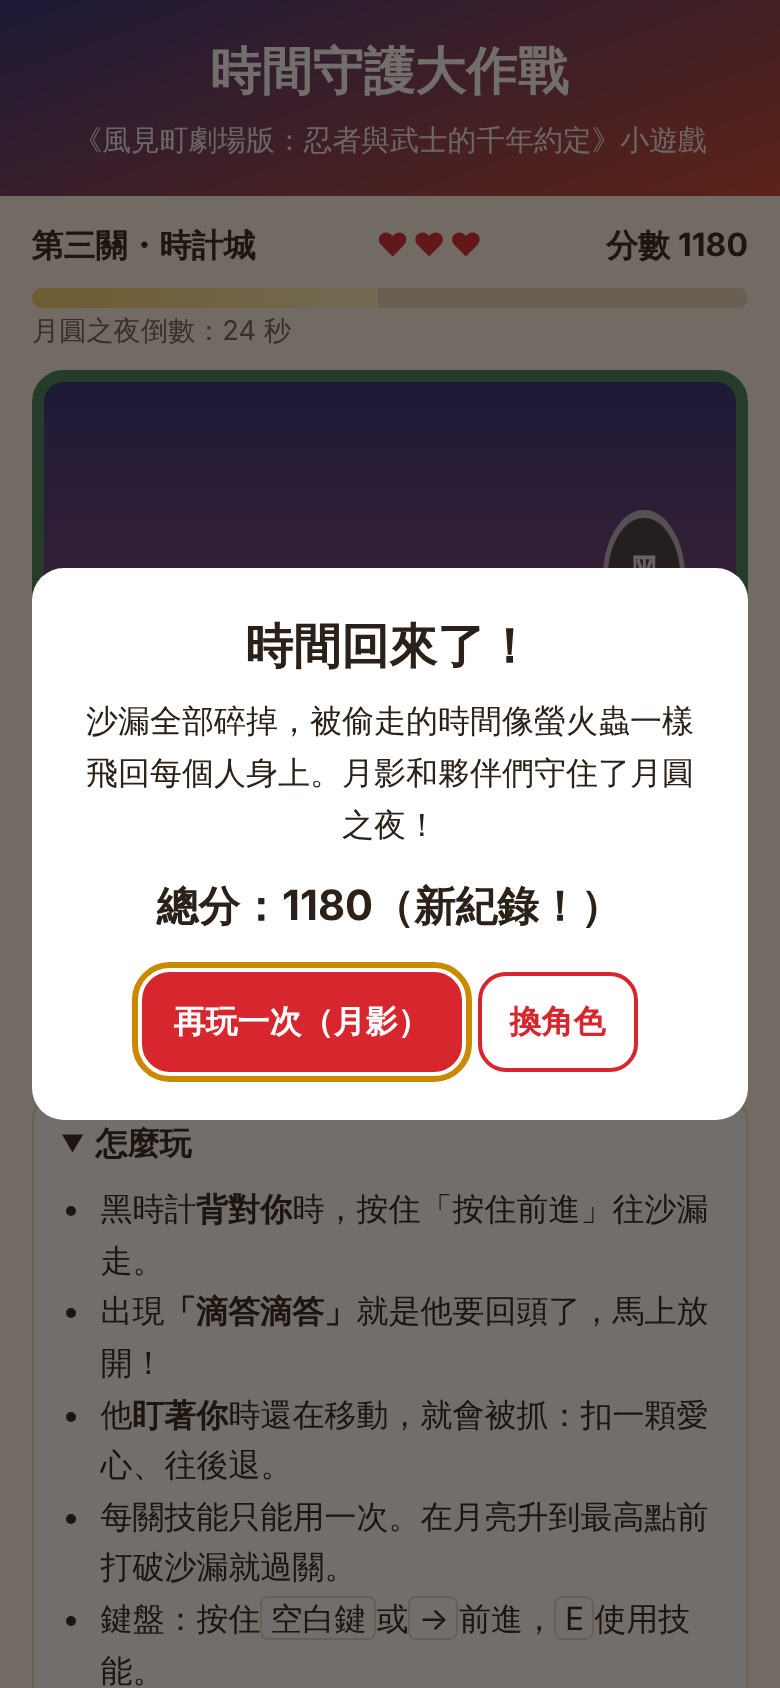 時間守護大作戰
《風見町劇場版：忍者與武士的千年約定》小遊戲
第三關・時計城
分數 1180
月圓之夜倒數：24 秒
時間回來了！
沙漏全部碎掉，被偷走的時間像螢火蟲一樣
飛回每個人身上。月影和夥伴們守住了月圓
之夜！
總分：1180（新紀錄！）
再玩一次（月影）
換角色
▼ 怎麼玩
• 黑時計背對你時，按住「按住前進」往沙漏
走。
• 出現「滴答滴答」就是他要回頭了，馬上放
開！
• 他盯著你時還在移動，就會被抓：扣一顆愛
心、往後退。
• 每關技能只能用一次。在月亮升到最高點前
打破沙漏就過關。
• 鍵盤：按住 空白鍵 或 → 前進， E 使用技
能。